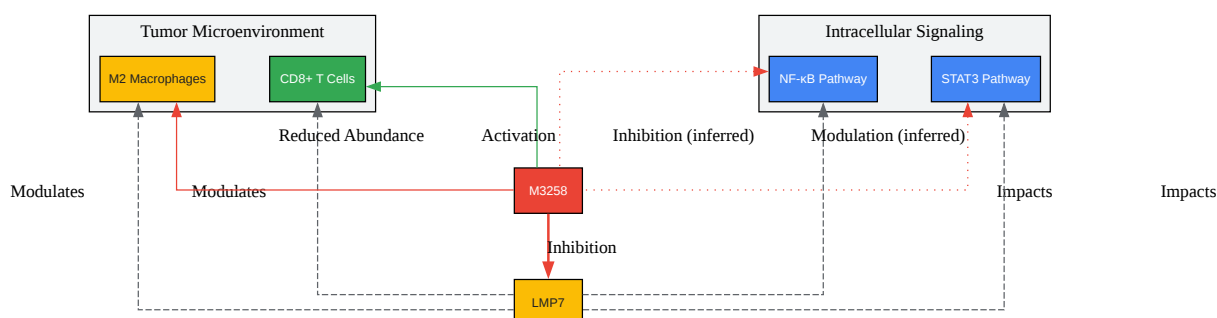 Tumor Microenvironment
Intracellular Signaling
M2 Macrophages
CD8+ T Cells
NF-κB Pathway
STAT3 Pathway
Reduced Abundance
Activation
Inhibition (inferred)
Modulation (inferred)
Modulates
Modulates
M3258
Impacts
Impacts
Inhibition
LMP7